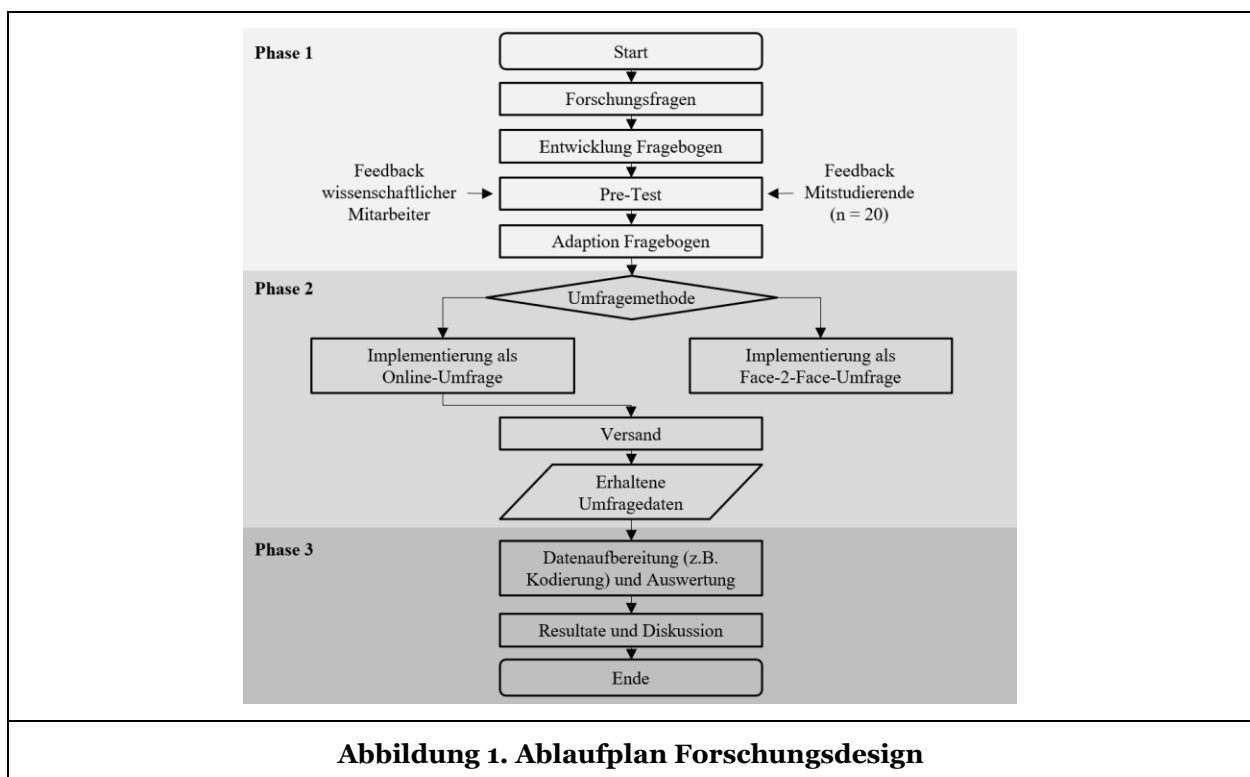 Phase 1
Start
Forschungsfragen
Entwicklung Fragebogen
Feedback
wissenschaftlicher
Mitarbeiter
Pre-Test
Feedback
Mitstudierende
(n = 20)
Adaption Fragebogen
Phase 2
Umfragemethode
Implementierung als
Online-Umfrage
Implementierung als
Face-2-Face-Umfrage
Versand
Erhaltene
Umfragedaten
Phase 3
Datenaufbereitung (z.B.
Kodierung) und Auswertung
Resultate und Diskussion
Ende
Abbildung 1. Ablaufplan Forschungsdesign